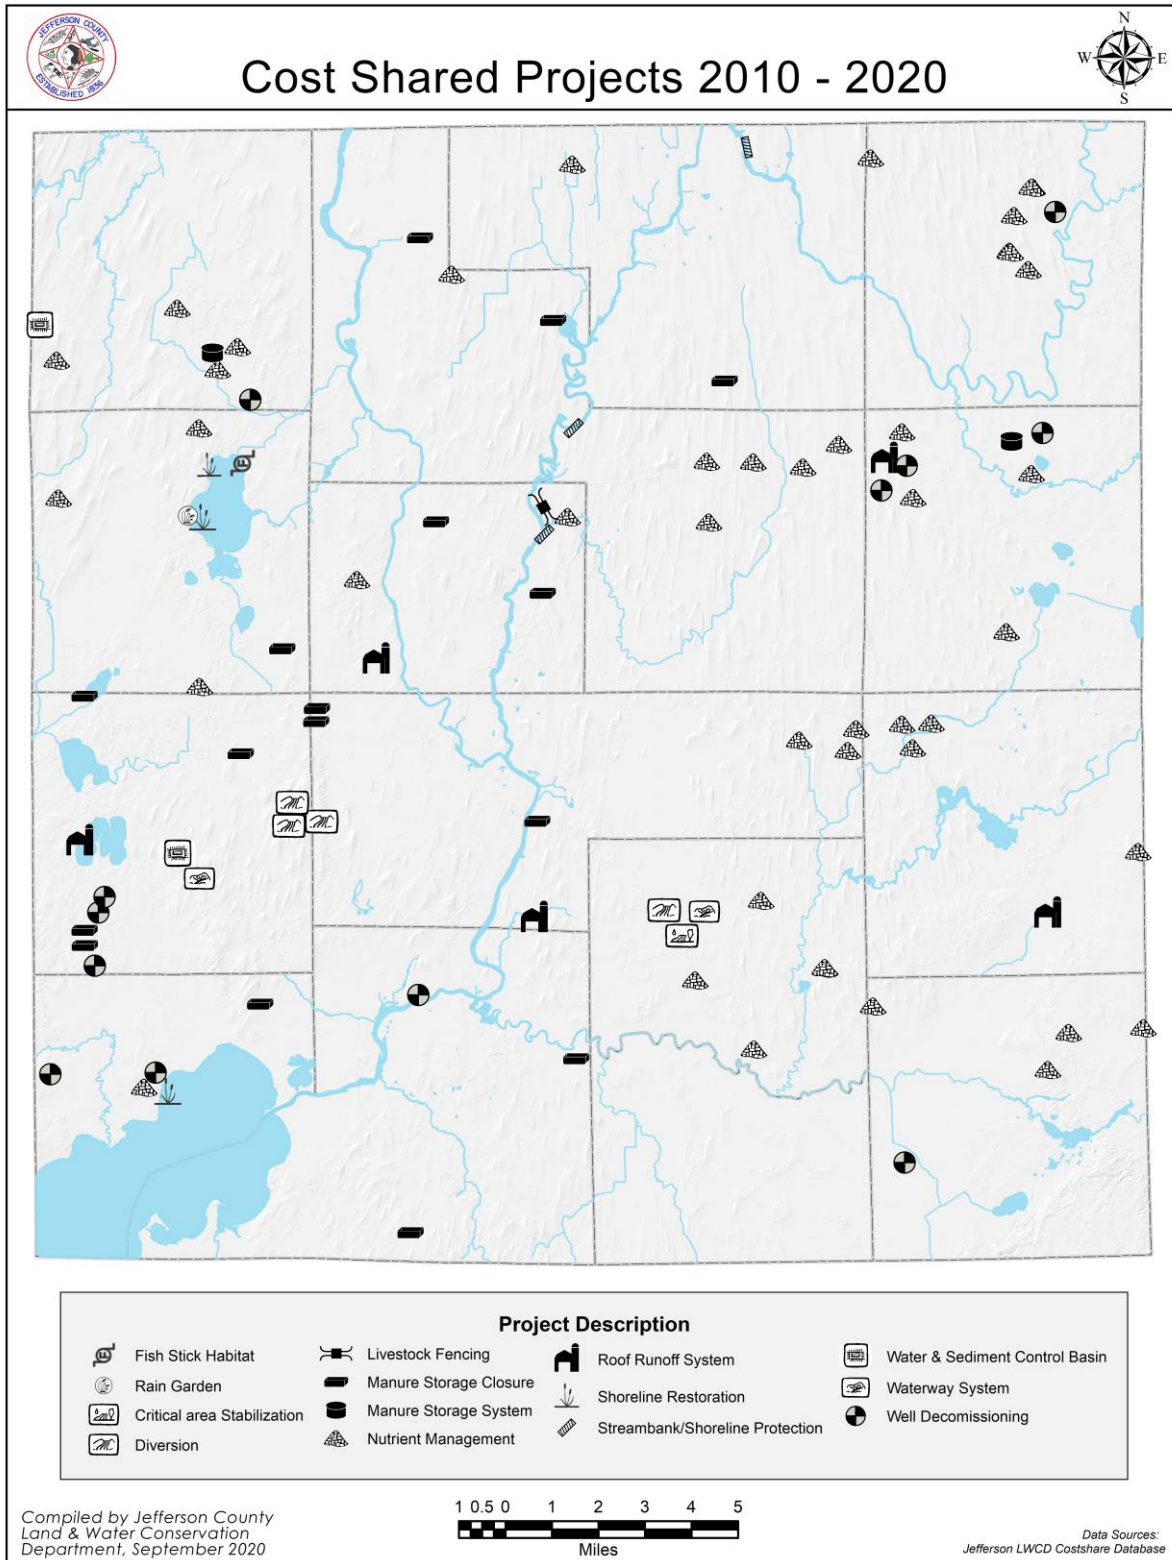 JEFFERSON COUNTY
ESTABLISHED 1836
Cost Shared Projects 2010 - 2020
N
W
E
S
Project Description
Fish Stick Habitat
Rain Garden
Critical area Stabilization
Diversion
Livestock Fencing
Manure Storage Closure
Manure Storage System
Nutrient Management
Roof Runoff System
Shoreline Restoration
Streambank/Shoreline Protection
Water & Sediment Control Basin
Waterway System
Well Decomissioning
Compiled by Jefferson County
Land & Water Conservation
Department, September 2020
1 0.5 0 1 2 3 4 5
Miles
Data Sources:
Jefferson LWCD Costshare Database